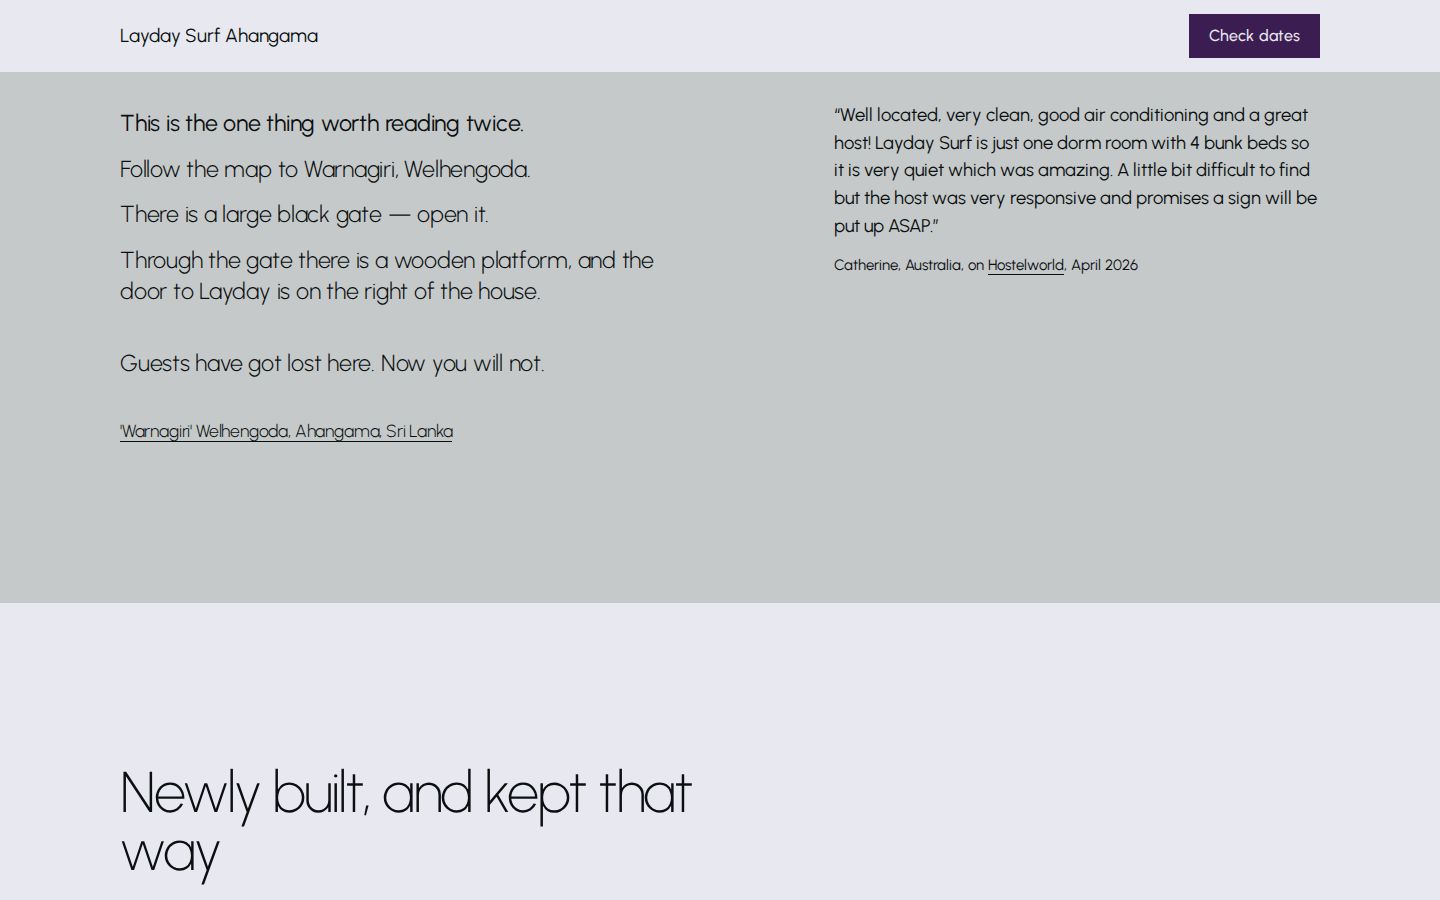 Layday Surf Ahangama
Check dates
This is the one thing worth reading twice.
Follow the map to Warnagiri, Welhengoda.
There is a large black gate — open it.
Through the gate there is a wooden platform, and the
door to Layday is on the right of the house.
Guests have got lost here. Now you will not.
'Warnagiri' Welhengoda, Ahangama, Sri Lanka
“Well located, very clean, good air conditioning and a great
host! Layday Surf is just one dorm room with 4 bunk beds so
it is very quiet which was amazing. A little bit difficult to find
but the host was very responsive and promises a sign will be
put up ASAP.”
Catherine, Australia, on Hostelworld, April 2026
Newly built, and kept that
way